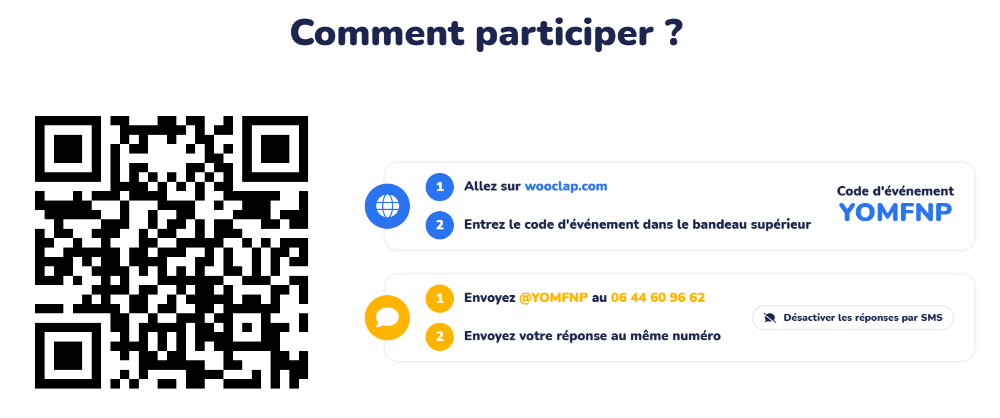 Comment participer ?
1 Allez sur wooclap.com
2 Entrez le code d'événement dans le bandeau supérieur
Code d'événement
YOMFNP
1 Envoyez @YOMFNP au 06 44 60 96 62
2 Envoyez votre réponse au même numéro
Désactiver les réponses par SMS